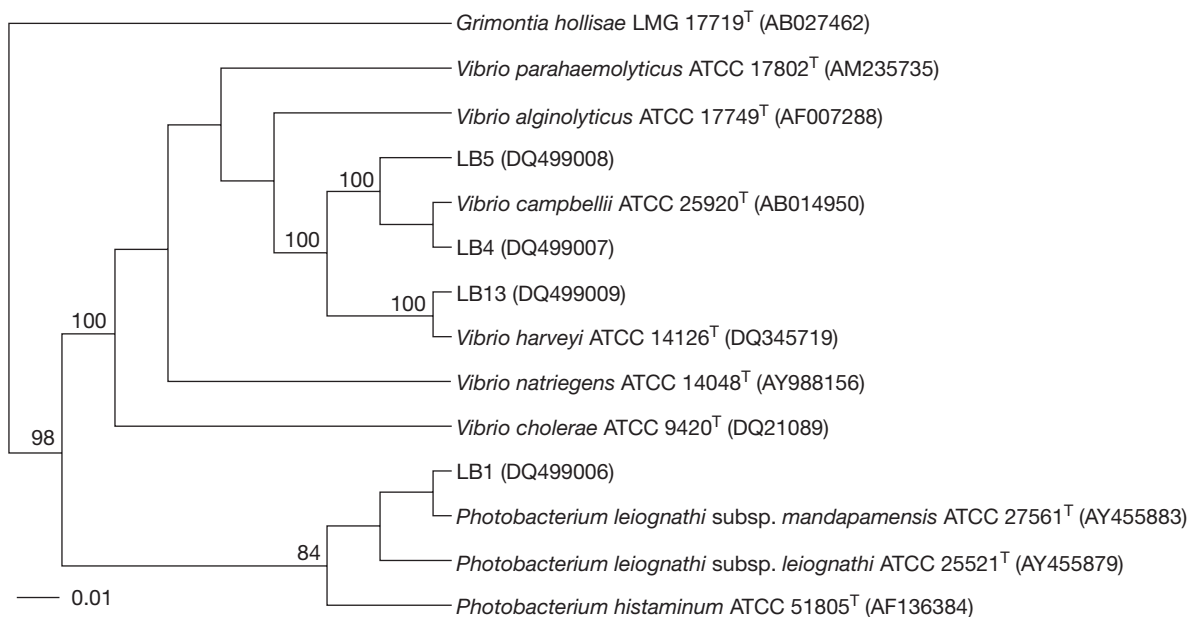 Grimontia hollisae LMG 17719ᵀ (AB027462)
Vibrio parahaemolyticus ATCC 17802ᵀ (AM235735)
Vibrio alginolyticus ATCC 17749ᵀ (AF007288)
LB5 (DQ499008)
100
Vibrio campbellii ATCC 25920ᵀ (AB014950)
100
LB4 (DQ499007)
LB13 (DQ499009)
100
Vibrio harveyi ATCC 14126ᵀ (DQ345719)
100
Vibrio natriegens ATCC 14048ᵀ (AY988156)
Vibrio cholerae ATCC 9420ᵀ (DQ21089)
98
LB1 (DQ499006)
Photobacterium leiognathi subsp. mandapamensis ATCC 27561ᵀ (AY455883)
84
Photobacterium leiognathi subsp. leiognathi ATCC 25521ᵀ (AY455879)
0.01
Photobacterium histaminum ATCC 51805ᵀ (AF136384)